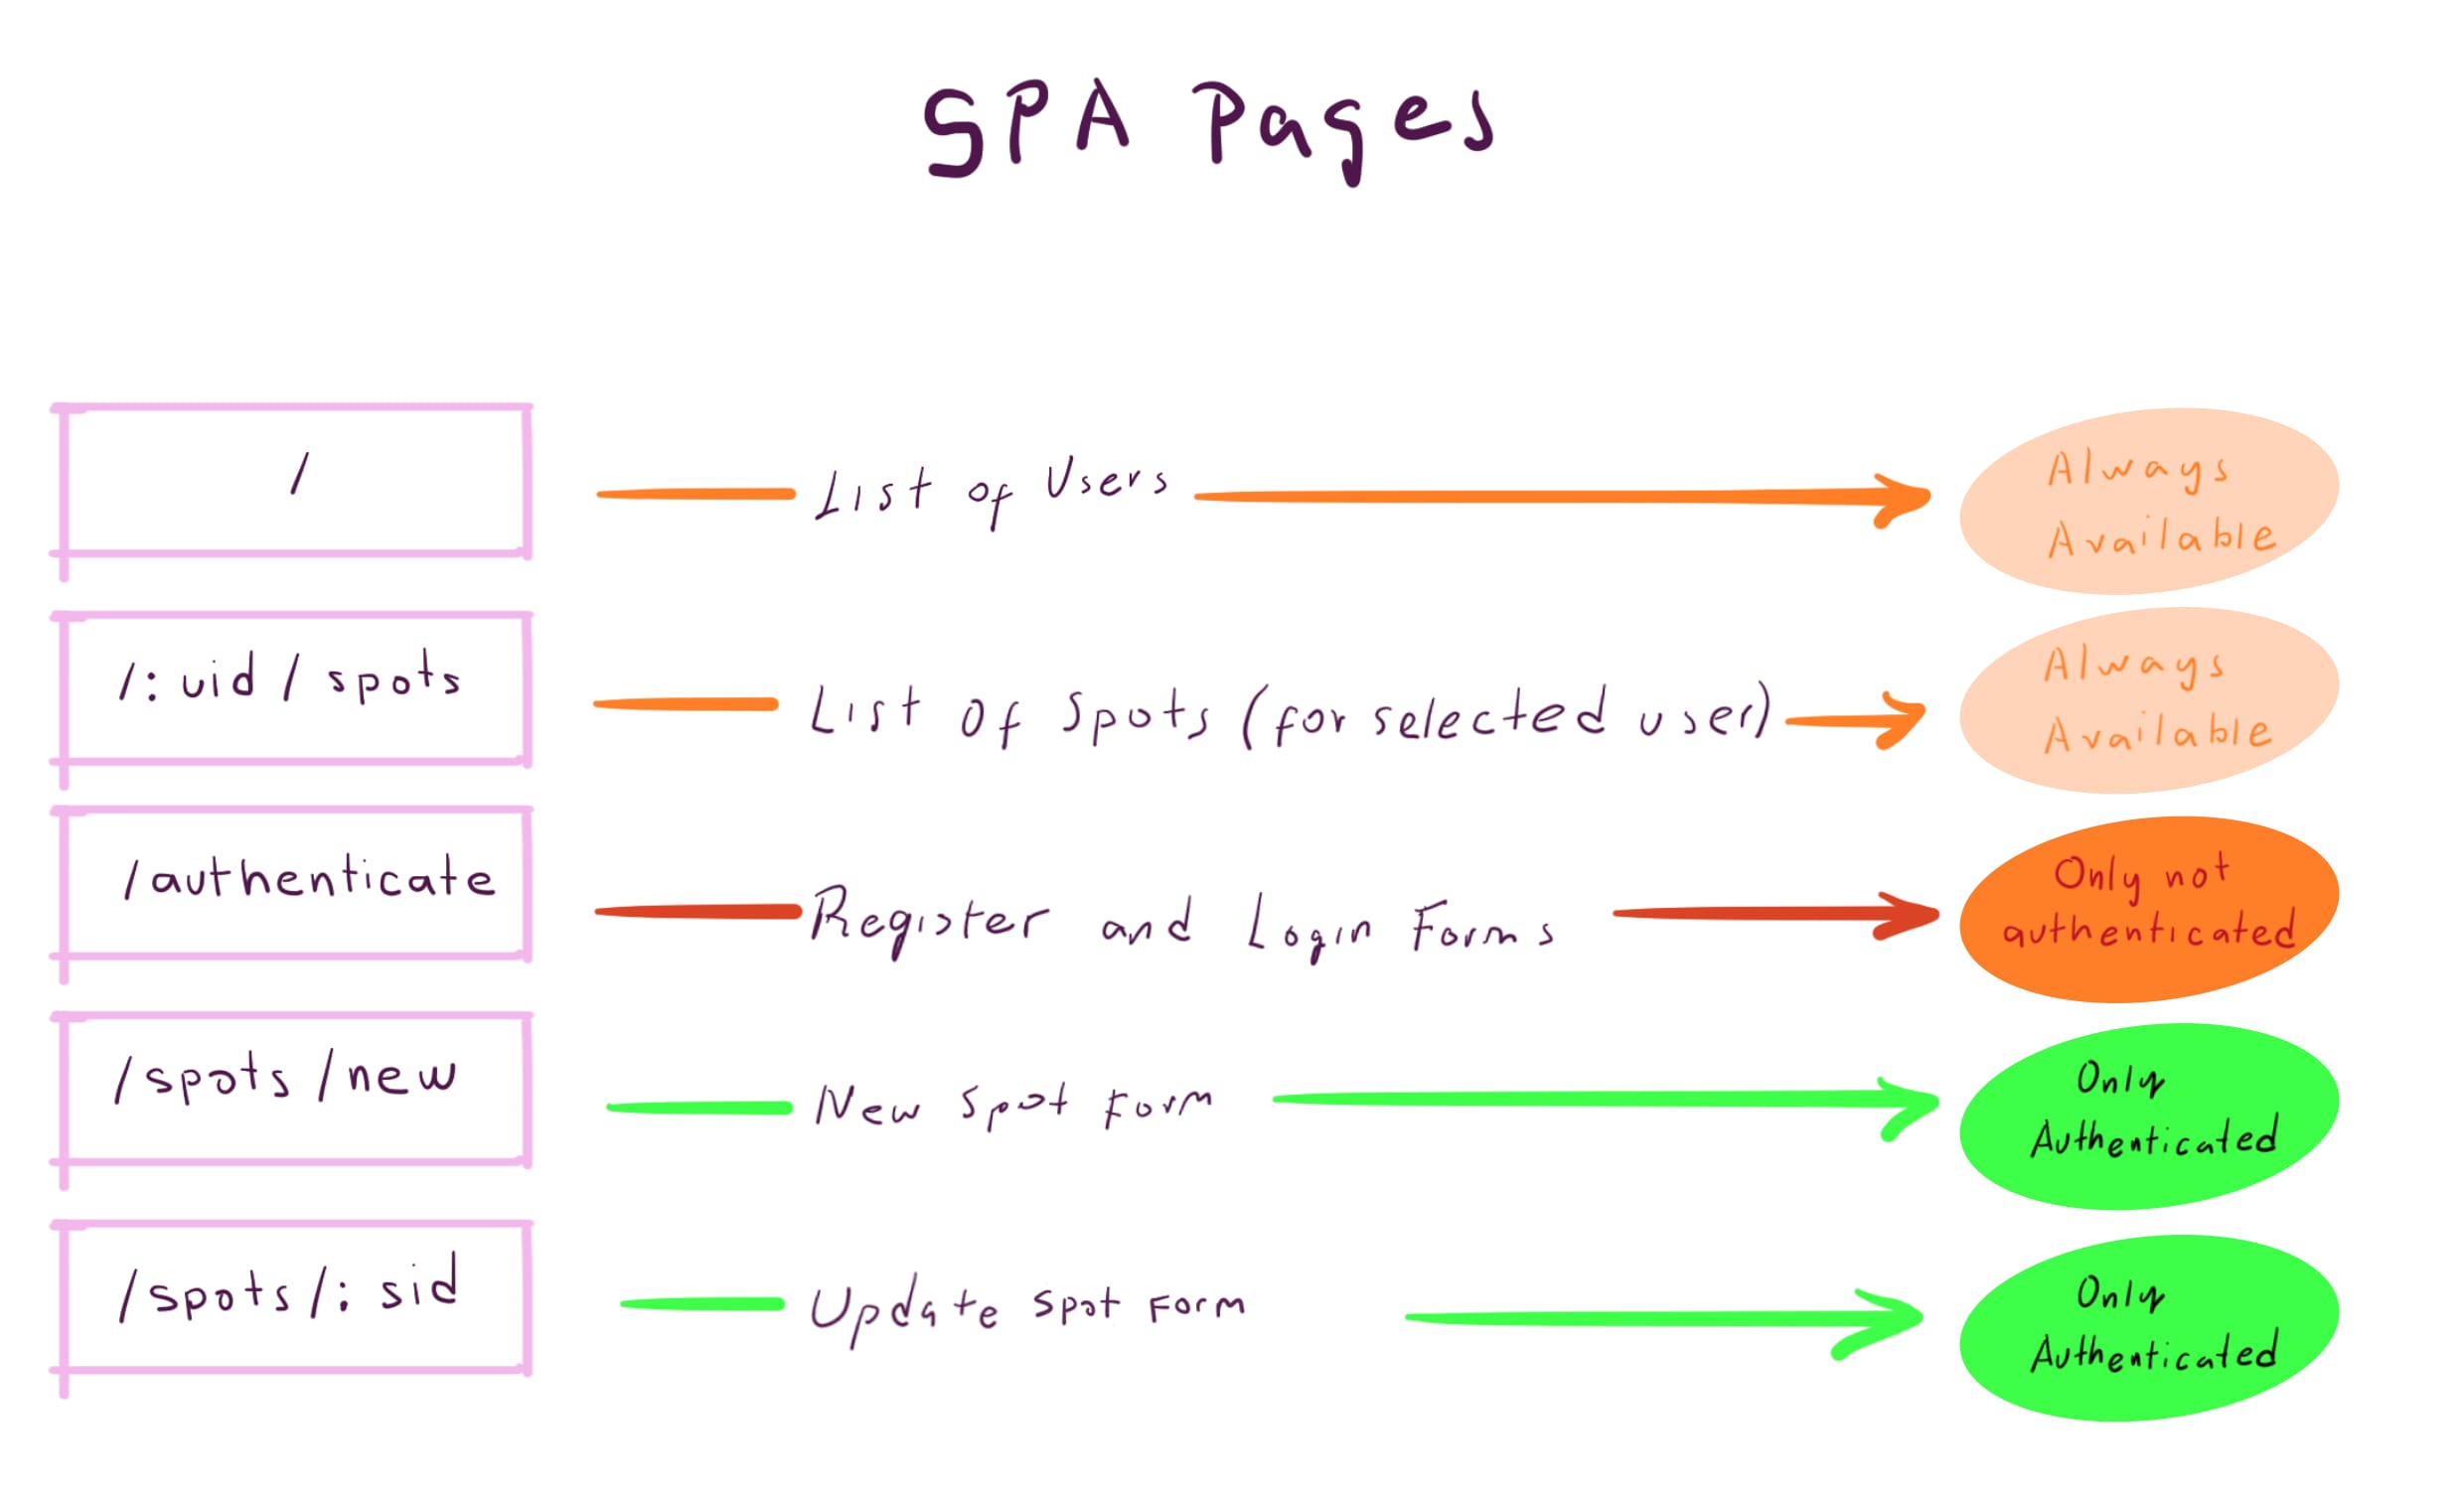 SPA Pages
/
List of Users
Always
Available
/: uid / spots
List Of Spots (for selected user)
Always
Available
/authenticate
Register and Login Forms
Only not
authenticated
/spots /new
New Spot Form
Only
Authenticated
/spots/: sid
Update Spot Form
Only
Authenticated